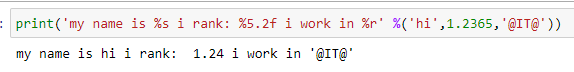 : print('my name is %s i rank: %5.2f i work in %r' %('hi',1.2365,'@IT@'))
my name is hi i rank:  1.24 i work in '@IT@'